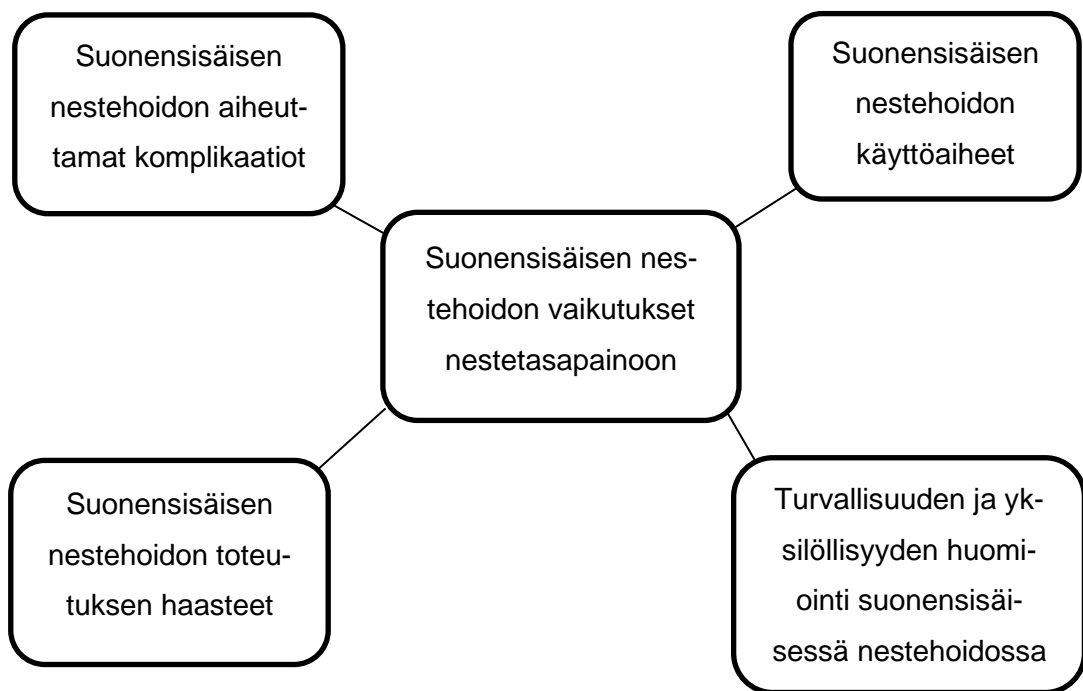 Suonensisäisen
nestehoidon aiheut-
tamat komplikaatiot
Suonensisäisen
nestehoidon
käyttöaiheet
Suonensisäisen nes-
tehoidon vaikutukset
nestetasapainoon
Suonensisäisen
nestehoidon toteu-
tuksen haasteet
Turvallisuuden ja yk-
silöllisyyden huomi-
ointi suonensisäi-
sessä nestehoidossa